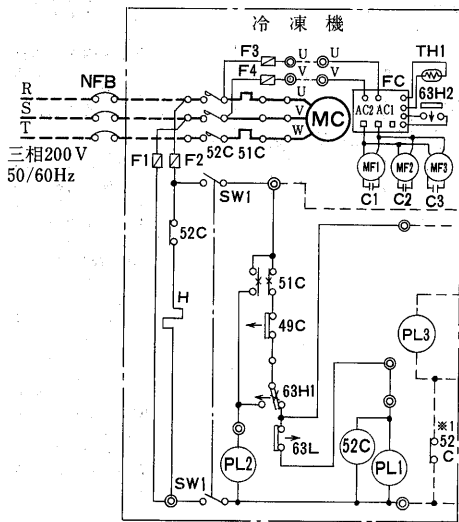 冷凍機
F3 U U
F4 V V
TH1
63H2
FC
AC2 AC1
R
S
T
NFB
U
V
W
MC
52C 51C
三相200V
50/60Hz
F1
F2
MF1 MF2 MF3
C1 C2 C3
SW1
52C
51C
H
49C
63H1
63L
PL3
※1
52
C
52C
PL2
PL1
SW1